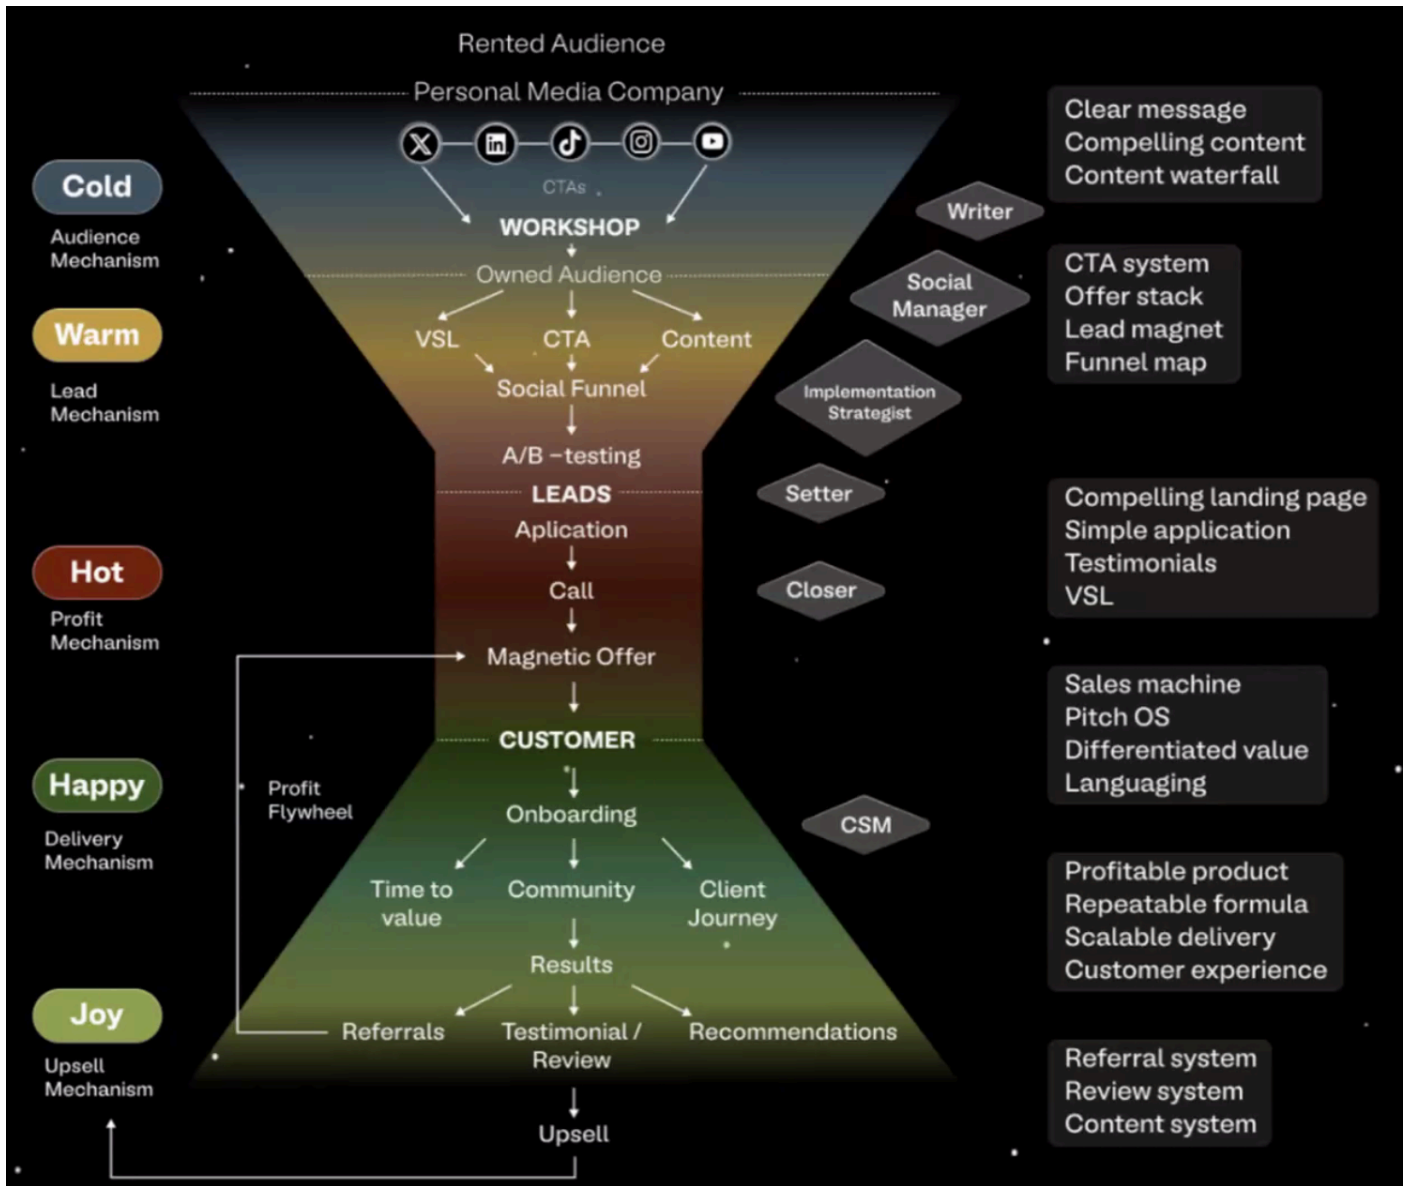 Rented Audience
Personal Media Company
CTAs
WORKSHOP
Owned Audience
VSL
CTA
Content
Social Funnel
A/B -testing
LEADS
Aplication
Call
Magnetic Offer
CUSTOMER
Onboarding
Time to
value
Community
Client
Journey
Results
Referrals
Testimonial /
Review
Recommendations
Upsell
Cold
Audience
Mechanism
Warm
Lead
Mechanism
Hot
Profit
Mechanism
Happy
Delivery
Mechanism
Joy
Upsell
Mechanism
Profit
Flywheel
Writer
Social
Manager
Implementation
Strategist
Setter
Closer
CSM
Clear message
Compelling content
Content waterfall
CTA system
Offer stack
Lead magnet
Funnel map
Compelling landing page
Simple application
Testimonials
VSL
Sales machine
Pitch OS
Differentiated value
Languaging
Profitable product
Repeatable formula
Scalable delivery
Customer experience
Referral system
Review system
Content system